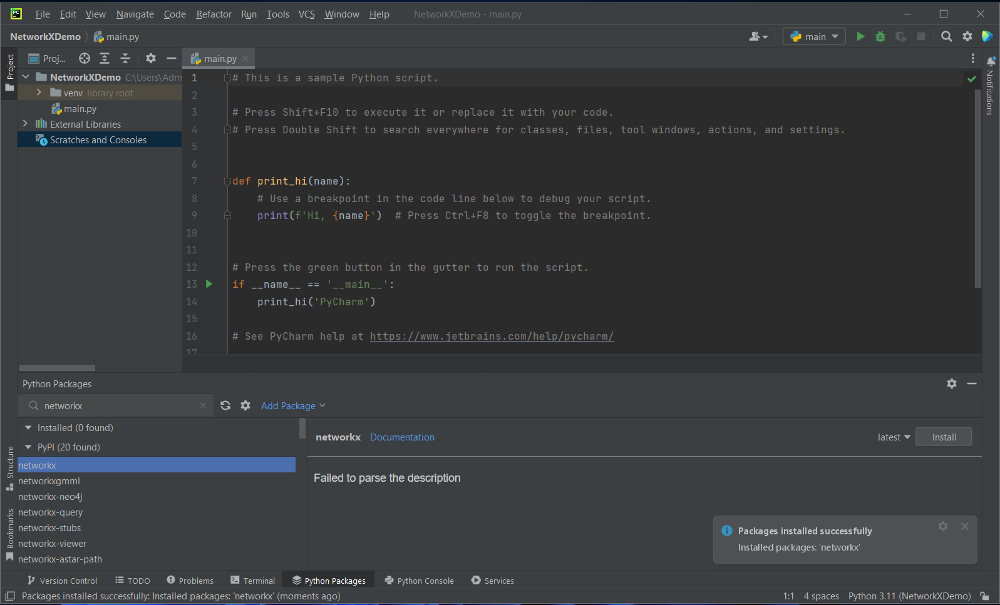 PC
File Edit View Navigate Code Refactor Run Tools VCS Window Help NetworkXDemo - main.py
NetworkXDemo main.py
main
Project
Proj...
main.py
Notifications
NetworkXDemo C:\Users\Adm
venv library root
main.py
External Libraries
Scratches and Consoles
1 # This is a sample Python script.
2
3 # Press Shift+F10 to execute it or replace it with your code.
4 # Press Double Shift to search everywhere for classes, files, tool windows, actions, and settings.
5
6
7 def print_hi(name):
8 # Use a breakpoint in the code line below to debug your script.
9 print(f'Hi, {name}') # Press Ctrl+F8 to toggle the breakpoint.
10
11
12 # Press the green button in the gutter to run the script.
13 if __name__ == '__main__':
14 print_hi('PyCharm')
15
16 # See PyCharm help at https://www.jetbrains.com/help/pycharm/
17
Python Packages
networkx
Add Package
Installed (0 found)
PyPI (20 found)
networkx
networkxgmml
networkx-neo4j
networkx-query
networkx-stubs
networkx-viewer
networkx-astar-path
networkx Documentation
latest Install
Failed to parse the description
Packages installed successfully
Installed packages: 'networkx'
Structure
Bookmarks
Version Control TODO Problems Terminal Python Packages Python Console Services
Packages installed successfully: Installed packages: 'networkx' (moments ago)
1:1 4 spaces Python 3.11 (NetworkXDemo)